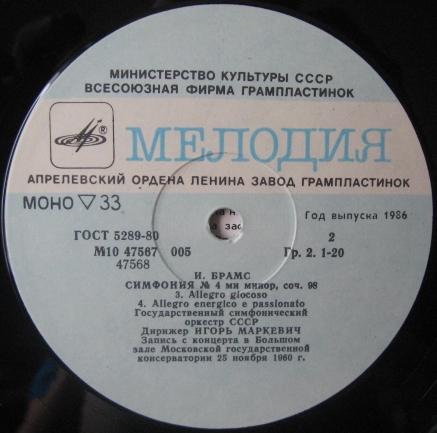 МИНИСТЕРСТВО КУЛЬТУРЫ СССР
ВСЕСОЮЗНАЯ ФИРМА ГРАМПЛАСТИНОК
МЕЛОДИЯ
АПРЕЛЕВСКИЙ ОРДЕНА ЛЕНИНА ЗАВОД ГРАМПЛАСТИНОК
МОНО ▽ 33
Год выпуска 1986
ГОСТ 5289-80 2
М10 47567 005 Гр. 2. 1-20
47568
И. БРАМС
СИМФОНИЯ № 4 ми минор, соч. 98
3. Allegro giocoso
4. Allegro energico e passionato
Государственный симфонический
оркестр СССР
Дирижер ИГОРЬ МАРКЕВИЧ
Запись с концерта в Большом
зале Московской государственной
консерватории 25 ноября 1960 г.